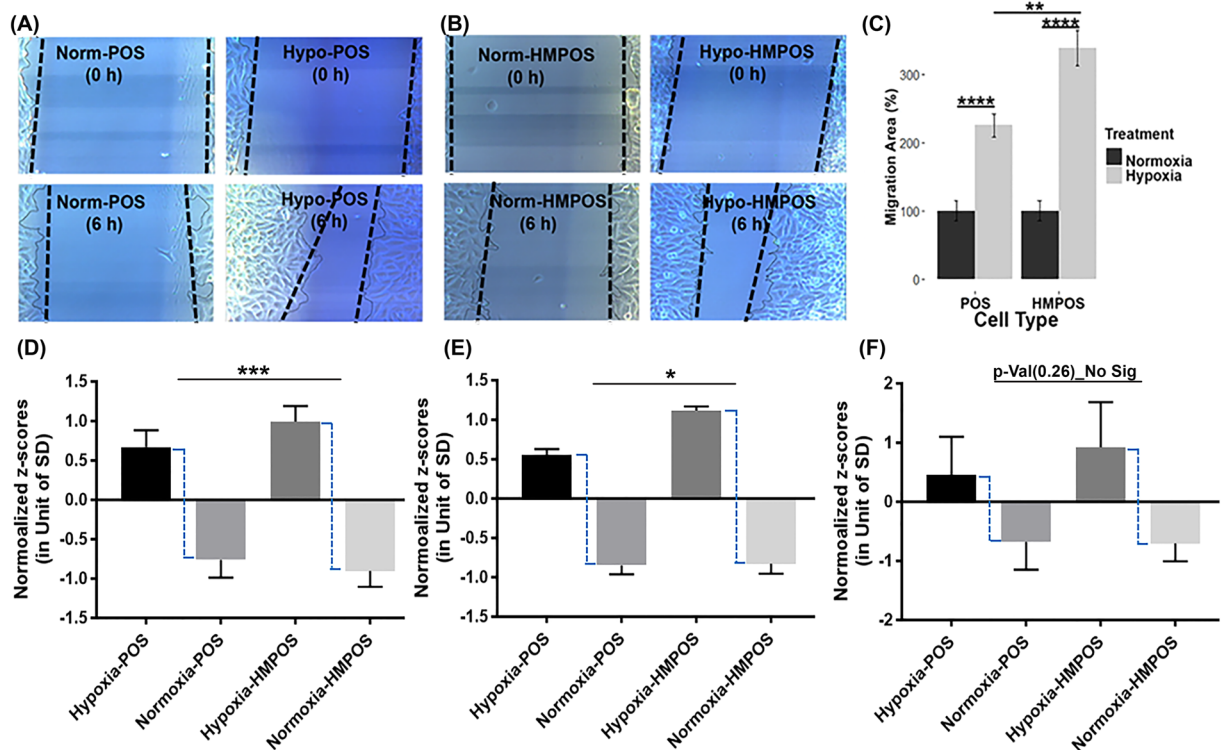 (A)
Norm-POS
(0 h)
Hypo-POS
(0 h)
Norm-POS
(6 h)
Hypo-POS
(6 h)
(B)
Norm-HMPOS
(0 h)
Hypo-HMPOS
(0 h)
Norm-HMPOS
(6 h)
Hypo-HMPOS
(6 h)
(C)
**
****
****
Migration Area (%)
300
200
100
0
POS
HMPOS
Cell Type
Treatment
Normoxia
Hypoxia
(D)
***
Normoalized z-scores
(in Unit of SD)
1.5
1.0
0.5
0.0
-0.5
-1.0
-1.5
Hypoxia-POS
Normoxia-POS
Hypoxia-HMPOS
Normoxia-HMPOS
(E)
*
Normoalized z-scores
(in Unit of SD)
1.5
1.0
0.5
0.0
-0.5
-1.0
-1.5
Hypoxia-POS
Normoxia-POS
Hypoxia-HMPOS
Normoxia-HMPOS
(F)
p-Val(0.26)_No Sig
Normoalized z-scores
(in Unit of SD)
2
1
0
-1
-2
Hypoxia-POS
Normoxia-POS
Hypoxia-HMPOS
Normoxia-HMPOS